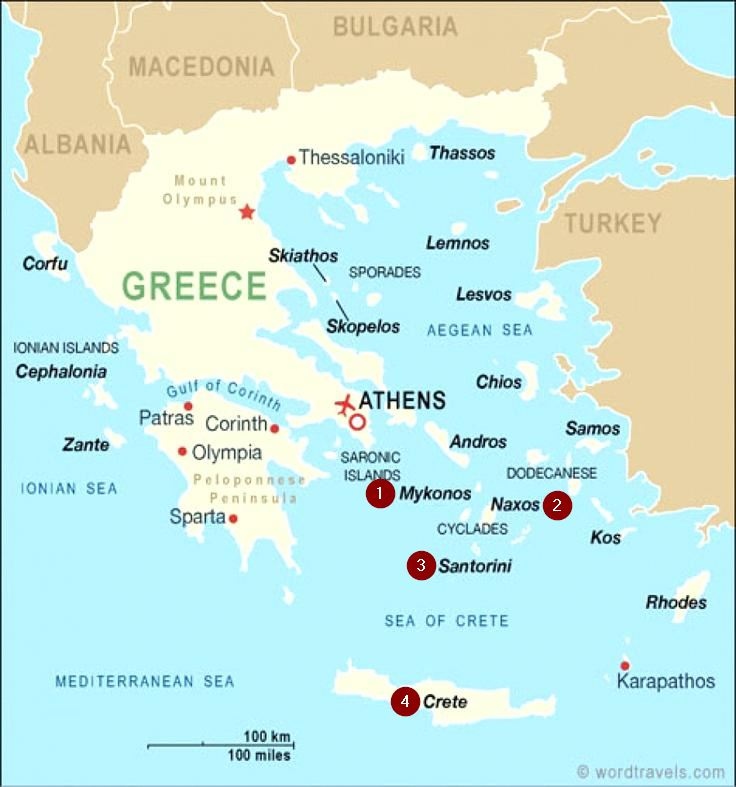 BULGARIA
MACEDONIA
ALBANIA
Thessaloniki
Thassos
Mount
Olympus
TURKEY
Lemnos
Corfu
Skiathos
SPORADES
GREECE
Lesvos
Skopelos
AEGEAN SEA
IONIAN ISLANDS
Cephalonia
Chios
Gulf of Corinth
ATHENS
Patras
Corinth
Samos
Zante
Olympia
Andros
SARONIC
ISLANDS
DODECANESE
Peloponnese
Peninsula
IONIAN SEA
1 Mykonos
Naxos 2
Sparta
CYCLADES
Kos
3 Santorini
Rhodes
SEA OF CRETE
MEDITERRANEAN SEA
Karapathos
4 Crete
100 km
100 miles
© wordtravels.com